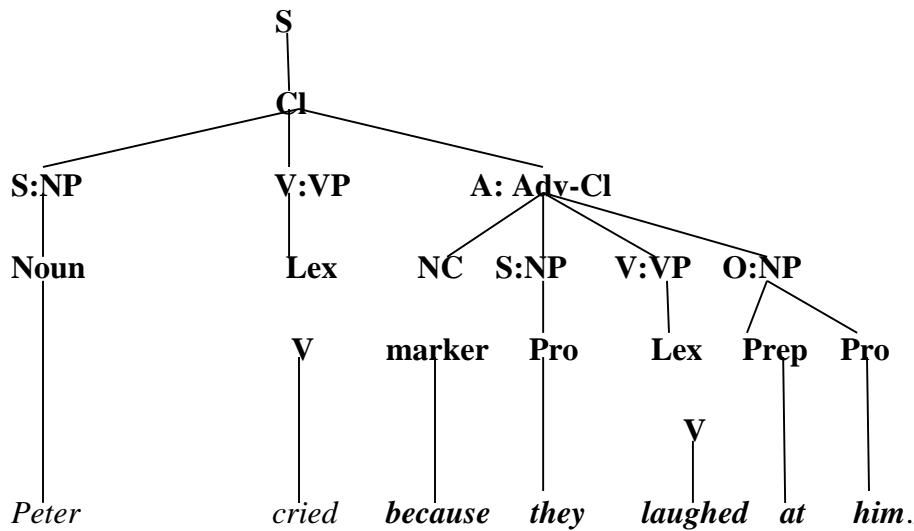 S
Cl
S:NP V:VP A: Adv-Cl
Noun Lex NC S:NP V:VP O:NP
V marker Pro Lex Prep Pro
V
Peter cried because they laughed at him.